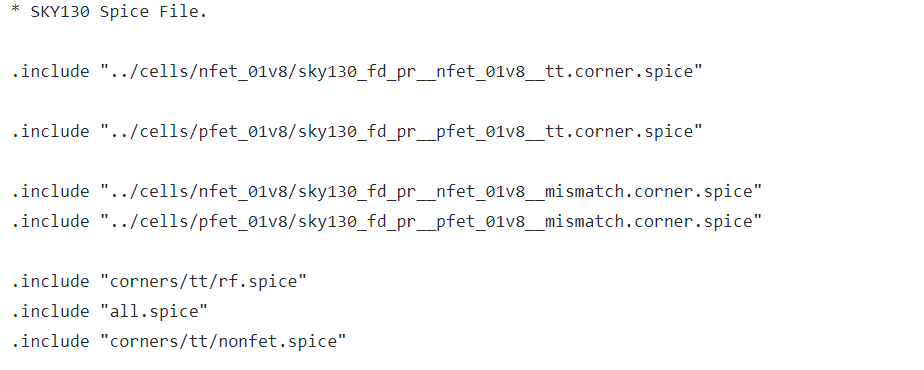 * SKY130 Spice File.
.include "../cells/nfet_01v8/sky130_fd_pr__nfet_01v8__tt.corner.spice"
.include "../cells/pfet_01v8/sky130_fd_pr__pfet_01v8__tt.corner.spice"
.include "../cells/nfet_01v8/sky130_fd_pr__nfet_01v8__mismatch.corner.spice"
.include "../cells/pfet_01v8/sky130_fd_pr__pfet_01v8__mismatch.corner.spice"
.include "corners/tt/rf.spice"
.include "all.spice"
.include "corners/tt/nonfet.spice"